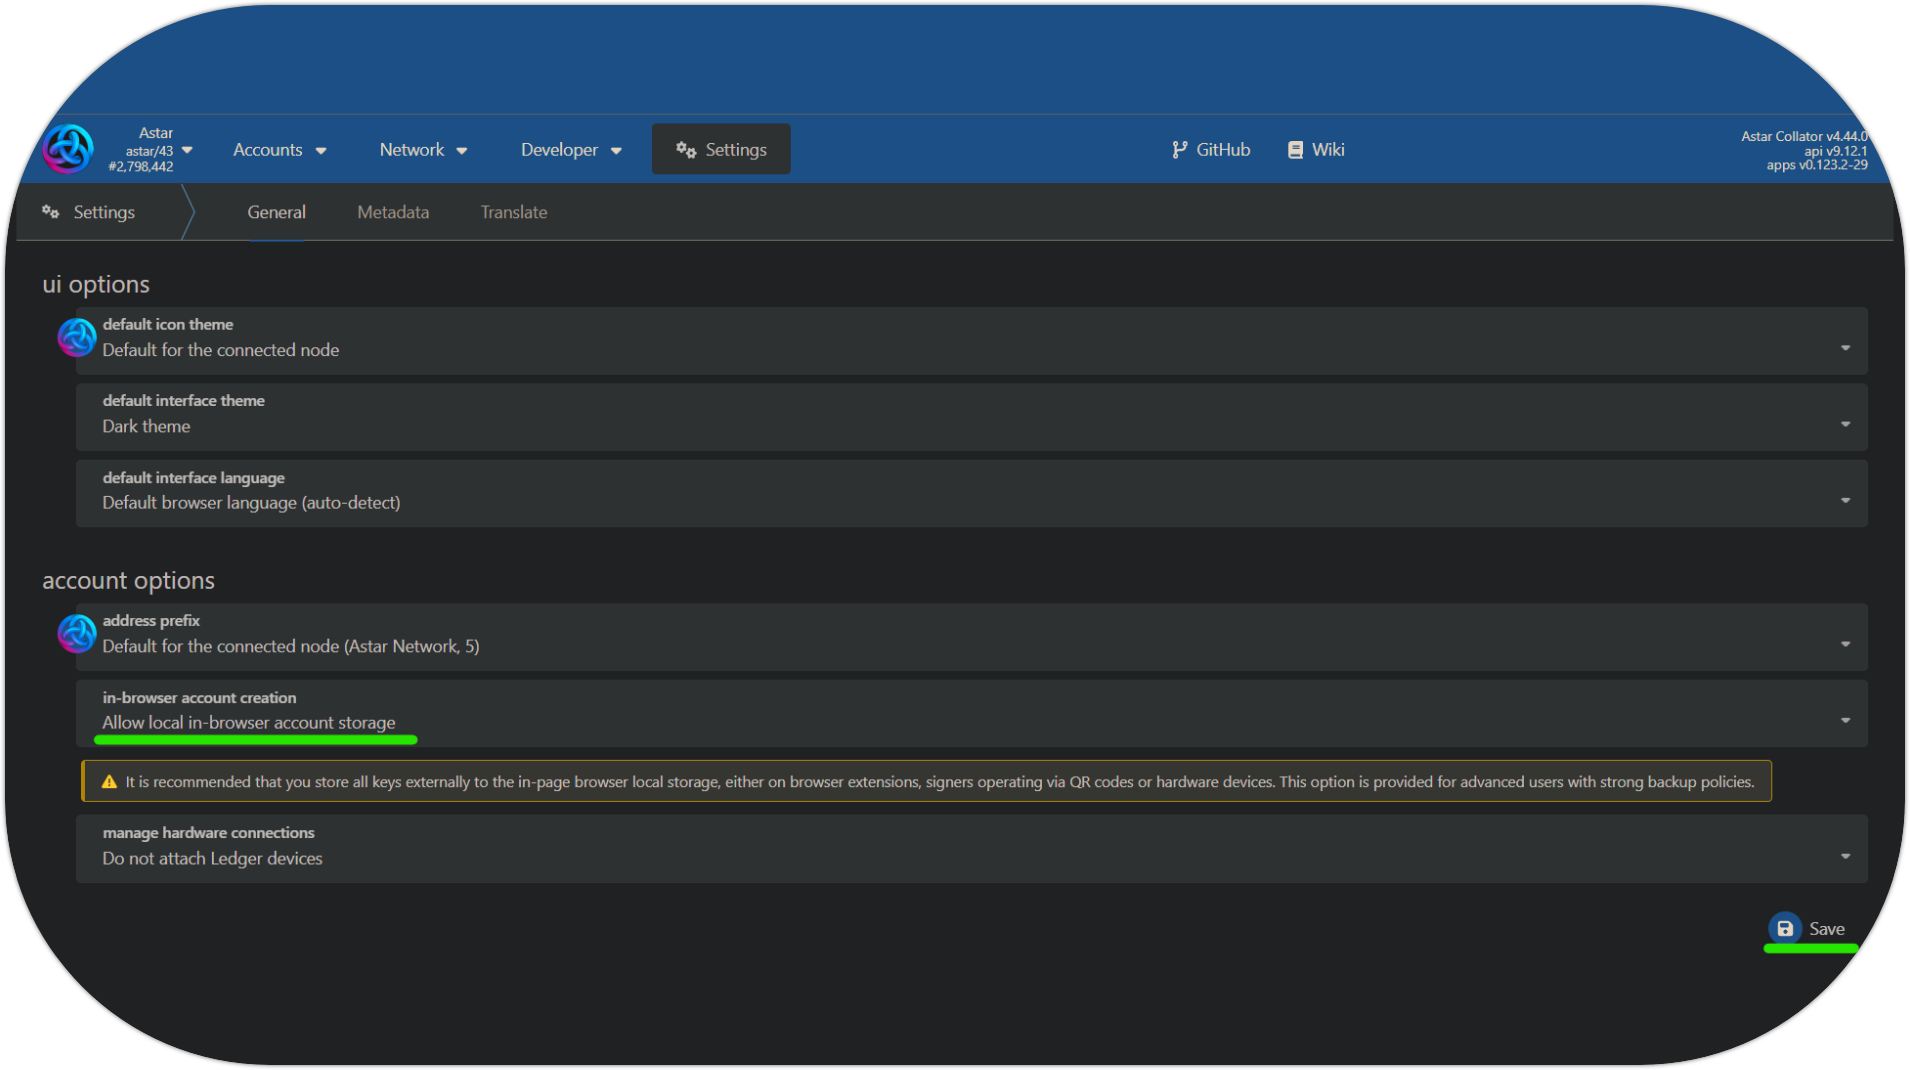 Astar
astar/43
#2,798,442
Accounts
Network
Developer
Settings
GitHub
Wiki
Astar Collator v4.44.0
api v9.12.1
apps v0.123.2-29
Settings
General
Metadata
Translate
ui options
default icon theme
Default for the connected node
default interface theme
Dark theme
default interface language
Default browser language (auto-detect)
account options
address prefix
Default for the connected node (Astar Network, 5)
in-browser account creation
Allow local in-browser account storage
It is recommended that you store all keys externally to the in-page browser local storage, either on browser extensions, signers operating via QR codes or hardware devices. This option is provided for advanced users with strong backup policies.
manage hardware connections
Do not attach Ledger devices
Save